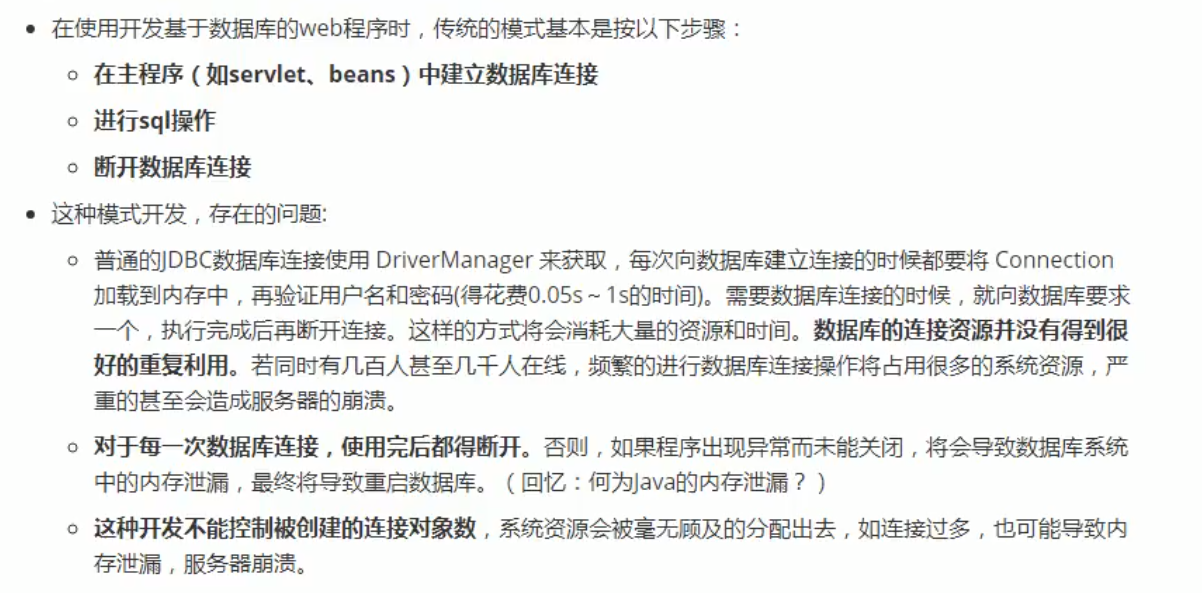 在使用开发基于数据库的web程序时，传统的模式基本是按以下步骤：
在主程序（如servlet、beans）中建立数据库连接
进行sql操作
断开数据库连接
这种模式开发，存在的问题:
普通的JDBC数据库连接使用 DriverManager 来获取，每次向数据库建立连接的时候都要将 Connection
加载到内存中，再验证用户名和密码(得花费0.05s～1s的时间)。需要数据库连接的时候，就向数据库要求
一个，执行完成后再断开连接。这样的方式将会消耗大量的资源和时间。数据库的连接资源并没有得到很
好的重复利用。若同时有几百人甚至几千人在线，频繁的进行数据库连接操作将占用很多的系统资源，严
重的甚至会造成服务器的崩溃。
对于每一次数据库连接，使用完后都得断开。否则，如果程序出现异常而未能关闭，将会导致数据库系统
中的内存泄漏，最终将导致重启数据库。（回忆：何为Java的内存泄漏？）
这种开发不能控制被创建的连接对象数，系统资源会被毫无顾及的分配出去，如连接过多，也可能导致内
存泄漏，服务器崩溃。